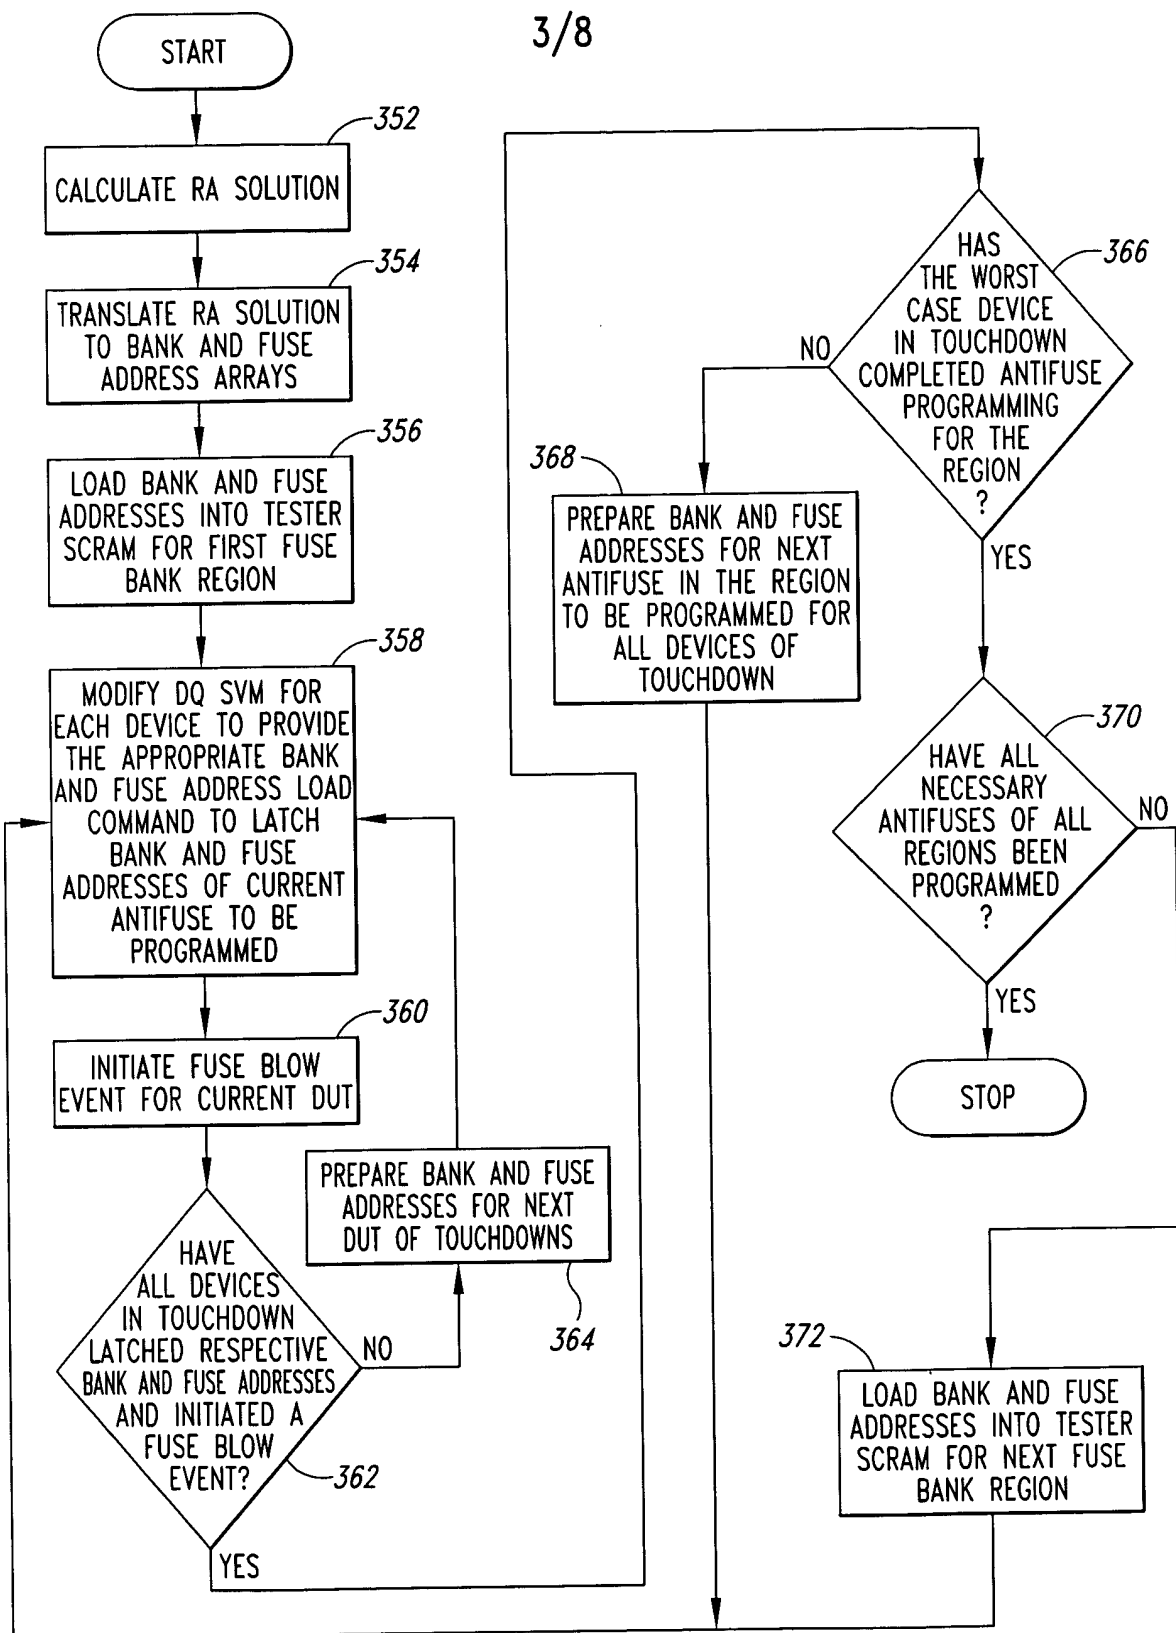 3/8
START
352
CALCULATE RA SOLUTION
354
TRANSLATE RA SOLUTION
TO BANK AND FUSE
ADDRESS ARRAYS
356
LOAD BANK AND FUSE
ADDRESSES INTO TESTER
SCRAM FOR FIRST FUSE
BANK REGION
358
MODIFY DQ SVM FOR
EACH DEVICE TO PROVIDE
THE APPROPRIATE BANK
AND FUSE ADDRESS LOAD
COMMAND TO LATCH
BANK AND FUSE
ADDRESSES OF CURRENT
ANTIFUSE TO BE
PROGRAMMED
360
INITIATE FUSE BLOW
EVENT FOR CURRENT DUT
HAVE
ALL DEVICES
IN TOUCHDOWN
LATCHED RESPECTIVE
BANK AND FUSE ADDRESSES
AND INITIATED A
FUSE BLOW
EVENT?
362
NO
YES
PREPARE BANK AND FUSE
ADDRESSES FOR NEXT
DUT OF TOUCHDOWNS
364
HAS
THE WORST
CASE DEVICE
IN TOUCHDOWN
COMPLETED ANTIFUSE
PROGRAMMING
FOR THE
REGION
?
366
NO
YES
368
PREPARE BANK AND FUSE
ADDRESSES FOR NEXT
ANTIFUSE IN THE REGION
TO BE PROGRAMMED FOR
ALL DEVICES OF
TOUCHDOWN
370
HAVE ALL
NECESSARY
ANTIFUSES OF ALL
REGIONS BEEN
PROGRAMMED
?
NO
YES
STOP
372
LOAD BANK AND FUSE
ADDRESSES INTO TESTER
SCRAM FOR NEXT FUSE
BANK REGION